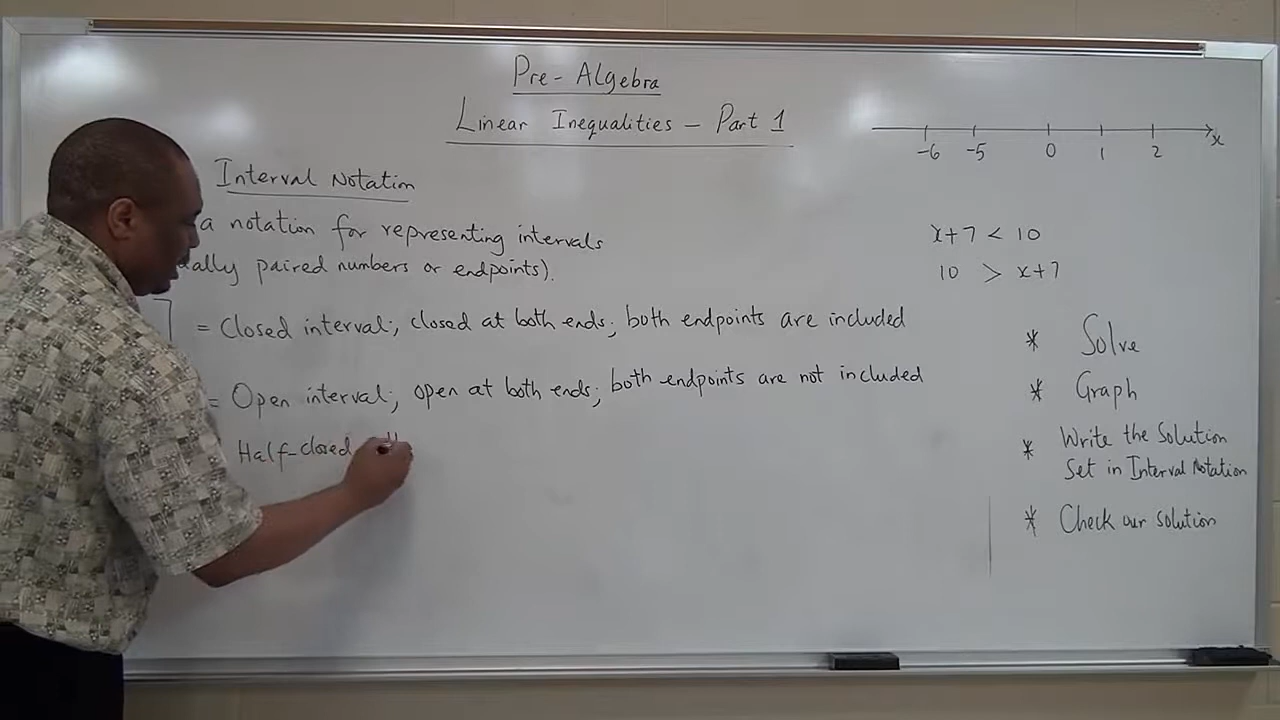 Pre-Algebra
Linear Inequalities - Part 1
Interval Notation
a notation for representing intervals
paired numbers or endpoints).
] = Closed interval; closed at both ends; both endpoints are included
= Open interval; open at both ends; both endpoints are not included
Half-closed
-6 -5 0 1 2 x
x+7 < 10
10 > x+7
* Solve
* Graph
* Write the Solution
Set in Interval Notation
* Check our solution